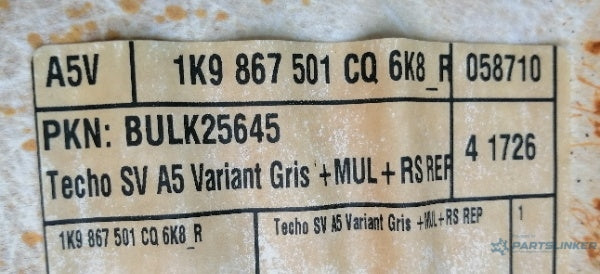 A5V 1K9 867 501 CQ 6K8_R 058710
PKN: BULK25645
4 1726
Techo SV A5 Variant Gris +MUL+RS REP
1K9 867 501 CQ 6K8_R
Techo SV A5 Variant Gris +MUL+RS REP
1
PARTSLINKER